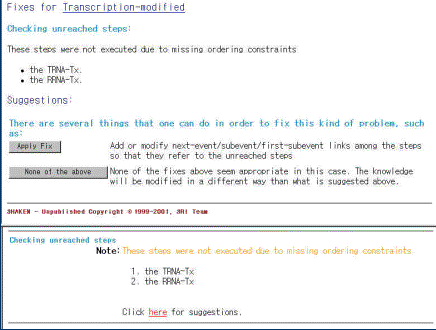 Fixes for Transcription-modified
Checking unreached steps:
These steps were not executed due to missing ordering constraints
• the TRNA-Tx.
• the RRNA-Tx.
Suggestions:
There are several things that one can do in order to fix this kind of problem, such
as:
Apply Fix Add or modify next-event/subevent/first-subevent links among the steps
so that they refer to the unreached steps
None of the above None of the fixes above seem appropriate in this case. The knowledge
will be modified in a different way than what is suggested above.
SHAKEN - Unpublished Copyright © 1999-2001, SRI Team
Checking unreached steps
Note: These steps were not executed due to missing ordering constraints
1. the TRNA-Tx
2. the RRNA-Tx
Click here for suggestions.